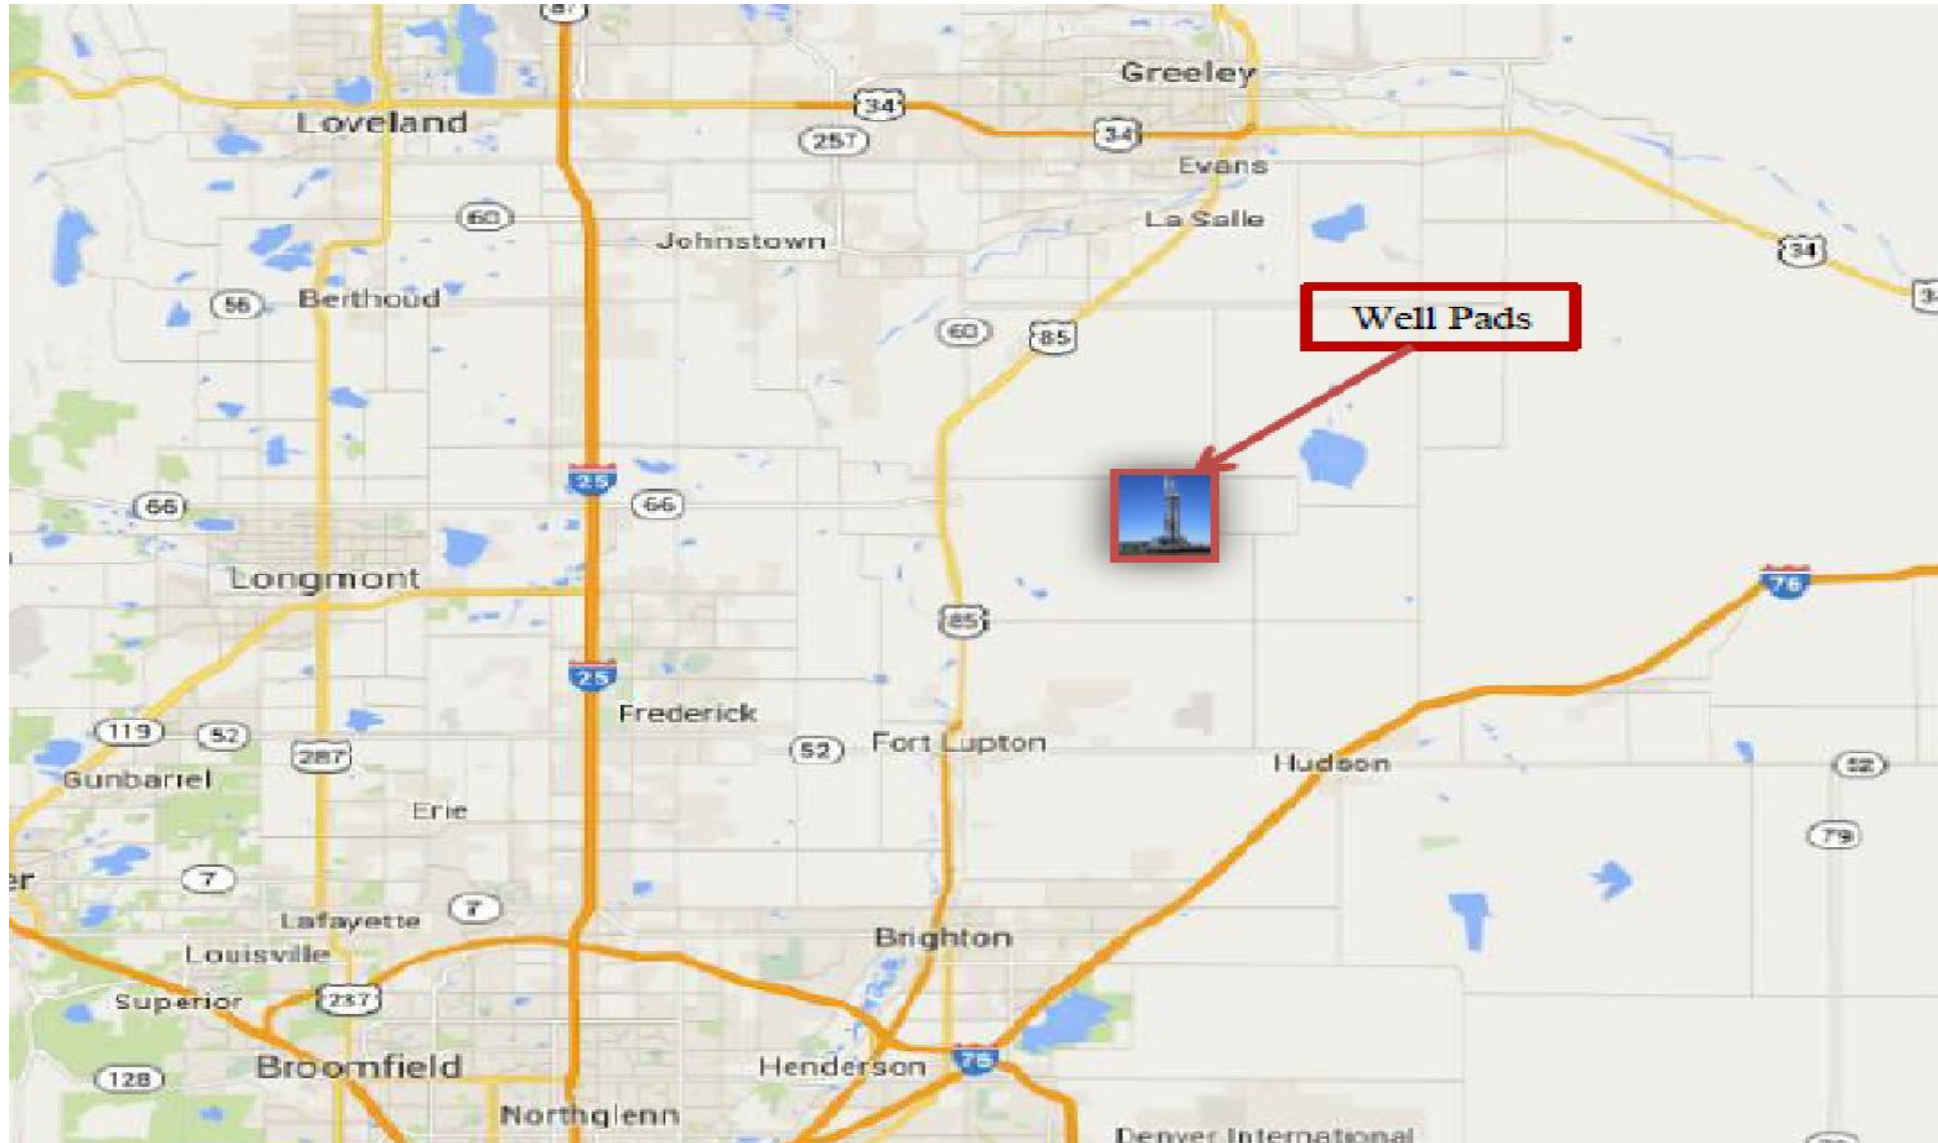 87
Greeley
34
Loveland
34
257
Evans
60
La Salle
Johnstown
34
56
Berthoud
34
Well Pads
60
85
25
66
66
Longmont
76
85
25
Frederick
119
52
Fort Lupton
52
287
Hudson
52
Gunbarrel
Erie
79
er
7
7
Lafayette
Brighton
Louisville
Superior
287
Broomfield
76
Henderson
128
Northglenn
Denver International